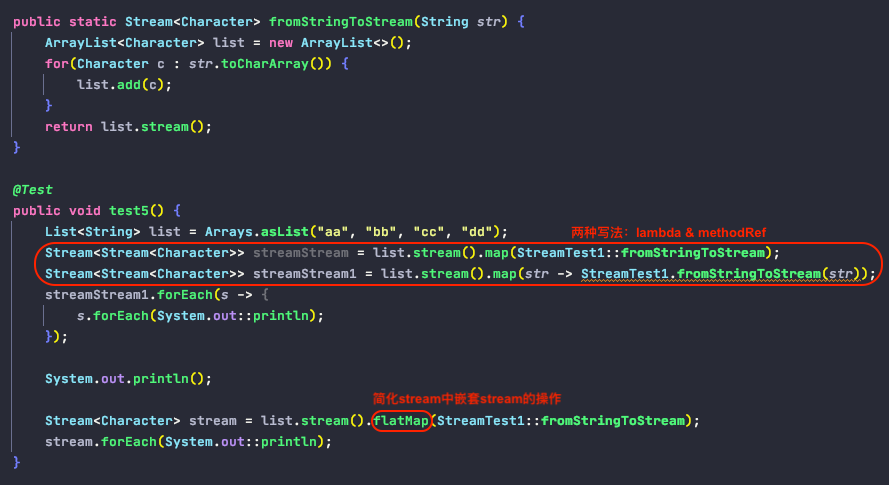 public static Stream<Character> fromStringToStream(String str) {
    ArrayList<Character> list = new ArrayList<>();
    for(Character c : str.toCharArray()) {
        list.add(c);
    }
    return list.stream();
}
@Test
public void test5() {
    List<String> list = Arrays.asList("aa", "bb", "cc", "dd");    两种写法：lambda & methodRef
    Stream<Stream<Character>> streamStream = list.stream().map(StreamTest1::fromStringToStream);
    Stream<Stream<Character>> streamStream1 = list.stream().map(str -> StreamTest1.fromStringToStream(str));
    streamStream1.forEach(s -> {
        s.forEach(System.out::println);
    });
    System.out.println();
简化stream中嵌套stream的操作
    Stream<Character> stream = list.stream().flatMap(StreamTest1::fromStringToStream);
    stream.forEach(System.out::println);
}